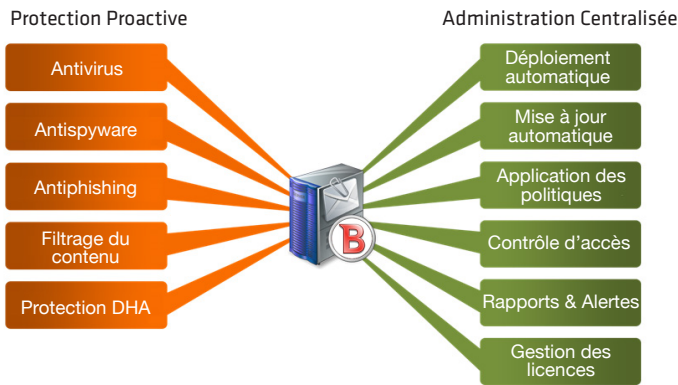 Protection Proactive
Administration Centralisée
Antivirus
Antispyware
Antiphishing
Filtrage du
contenu
Protection DHA
B
Déploiement
automatique
Mise à jour
automatique
Application des
politiques
Contrôle d'accès
Rapports & Alertes
Gestion des
licences